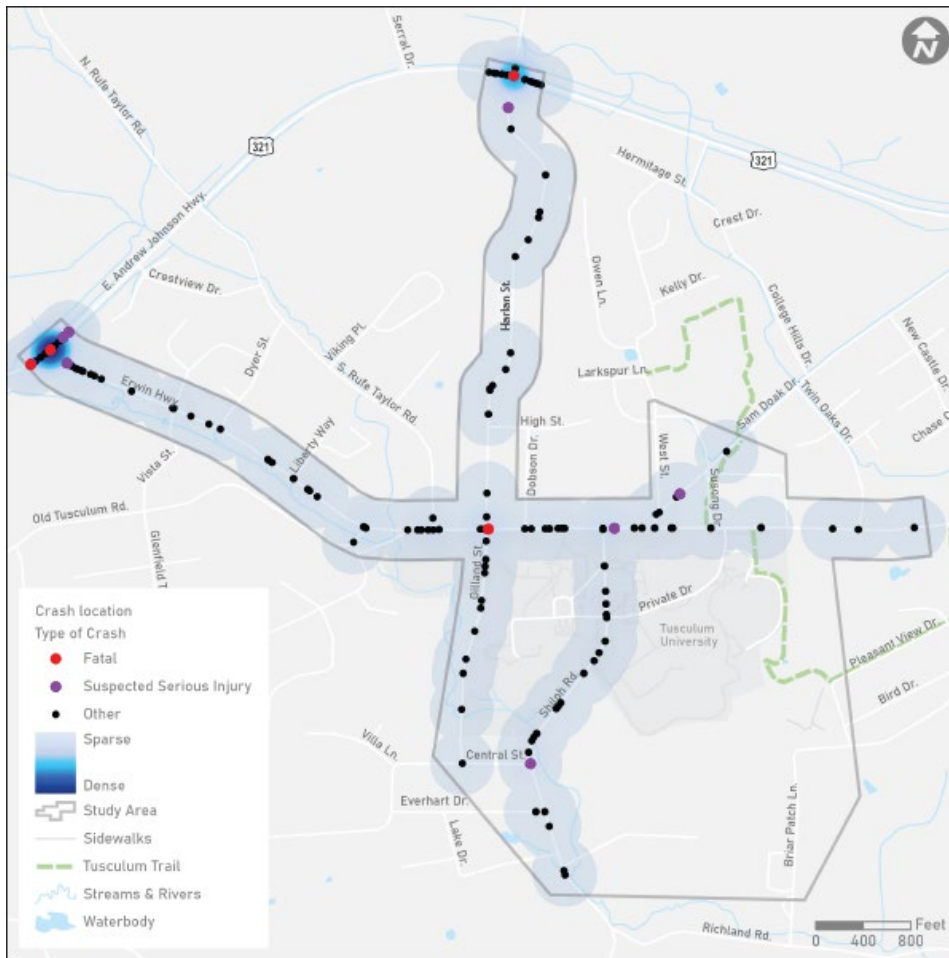 N
Serral Dr.
N. Rufe Taylor Rd.
321
Hermitage St.
321
Crest Dr.
E. Andrew Johnson Hwy.
Crestview Dr.
Owen Ln.
Kelly Dr.
College Hills Dr.
New Castle Dr.
Harlan St.
Dyer St.
Viking Pl.
S. Rufe Taylor Rd.
Larkspur Ln.
Sam Doak Dr.
Twin Oaks Dr.
Erwin Hwy.
High St.
Dobson Dr.
West St.
Liberty Way
Vista St.
Susong Dr.
Old Tusculum Rd.
Gilland St.
Private Dr
Tusculum
University
Pleasant View Dr.
Bird Dr.
Shiloh Rd.
Villa Ln.
Central St.
Everhart Dr.
Lake Dr.
Briar Patch Ln.
Richland Rd.
Crash location
Type of Crash
Fatal
Suspected Serious Injury
Other
Sparse
Dense
Study Area
Sidewalks
Tusculum Trail
Streams & Rivers
Waterbody
Feet
0 400 800